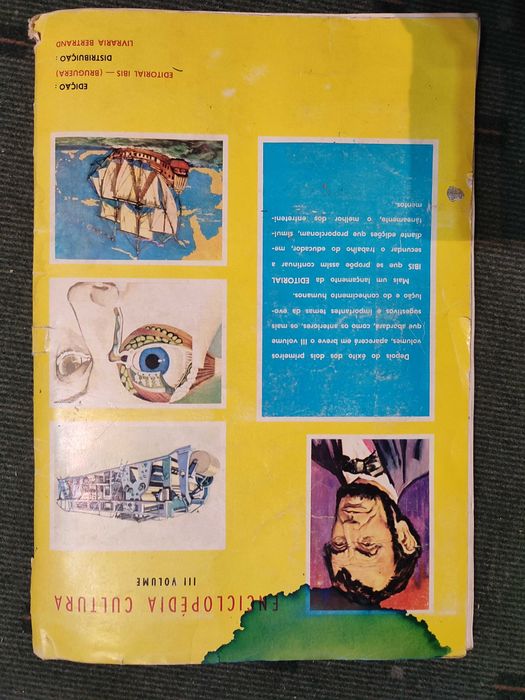 ENCICLOPÉDIA CULTURA
III VOLUME
Depois do êxito dos dois primeiros
volumes, aparecerá em breve o III volume
que abordará, como os anteriores, os mais
sugestivos e importantes temas da evo-
lução e do conhecimento humanos.
Mais um lançamento da EDITORIAL
IBIS que se propõe assim a continuar a
secundar o trabalho do educador, me-
diante edições que proporcionam, simul-
tâneamente, o melhor dos entreteni-
mentos.
EDIÇÃO:
EDITORIAL IBIS — (BRUGUERA)
DISTRIBUIÇÃO:
LIVRARIA BERTRAND